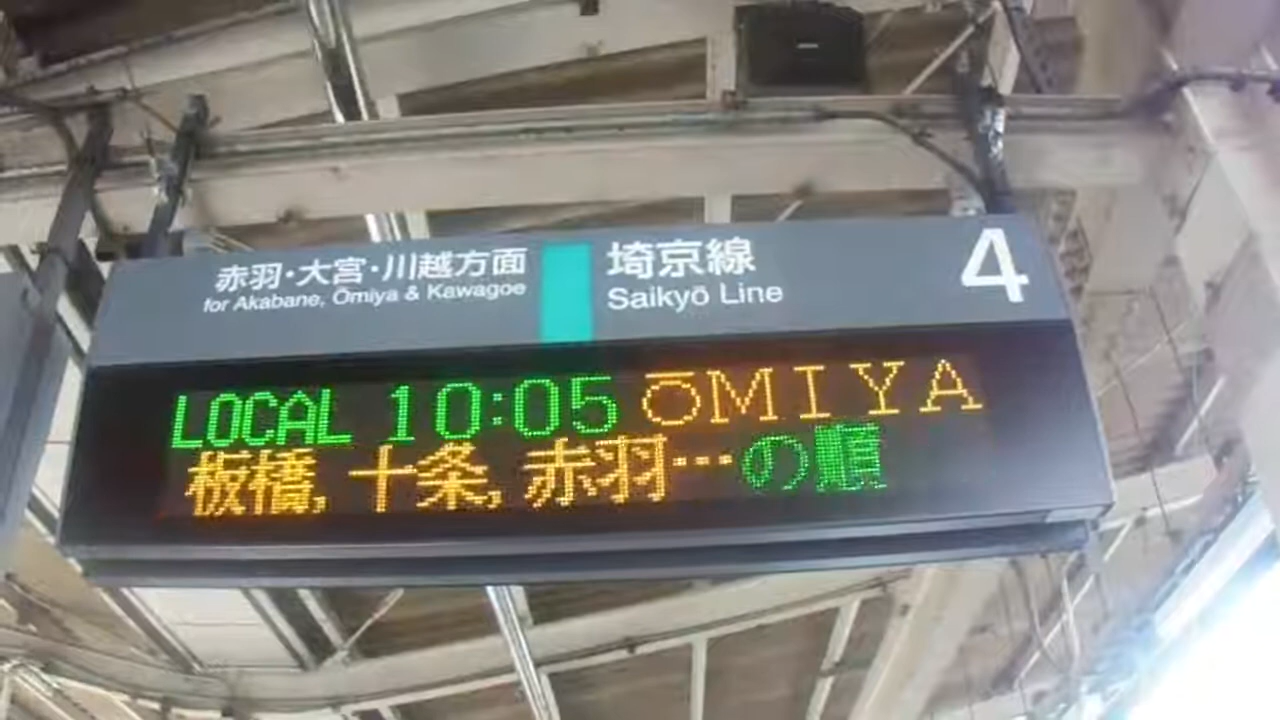 赤羽・大宮・川越方面
for Akabane, Ōmiya & Kawagoe
埼京線
Saikyō Line
4
LOCAL 10:05 ŌMIYA
板橋, 十条, 赤羽…の順